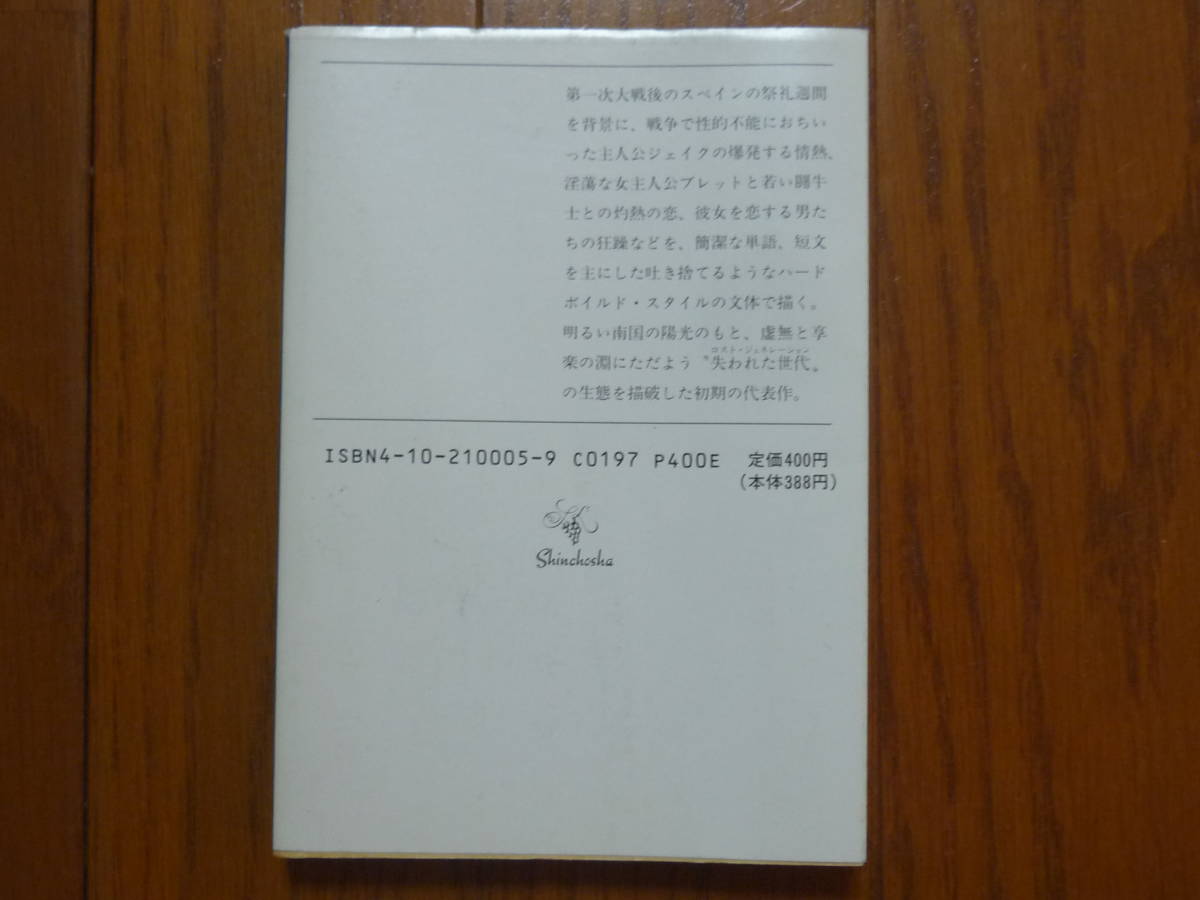 第一次大戦後のスペインの祭礼週間
を背景に、戦争で性的不能におちい
った主人公ジェイクの爆発する情熱、
淫蕩な女主人公ブレットと若い闘牛
士との灼熱の恋、彼女を恋する男た
ちの狂躁などを、簡潔な単語、短文
を主にした吐き捨てるようなハード
ボイルド・スタイルの文体で描く。
明るい南国の陽光のもと、虚無と享
ロスト・ジェネレーション
楽の淵にただよう〝失われた世代〟
の生態を描破した初期の代表作。
ISBN4-10-210005-9 C0197 P400E 定価400円
(本体388円)
Shinchosha